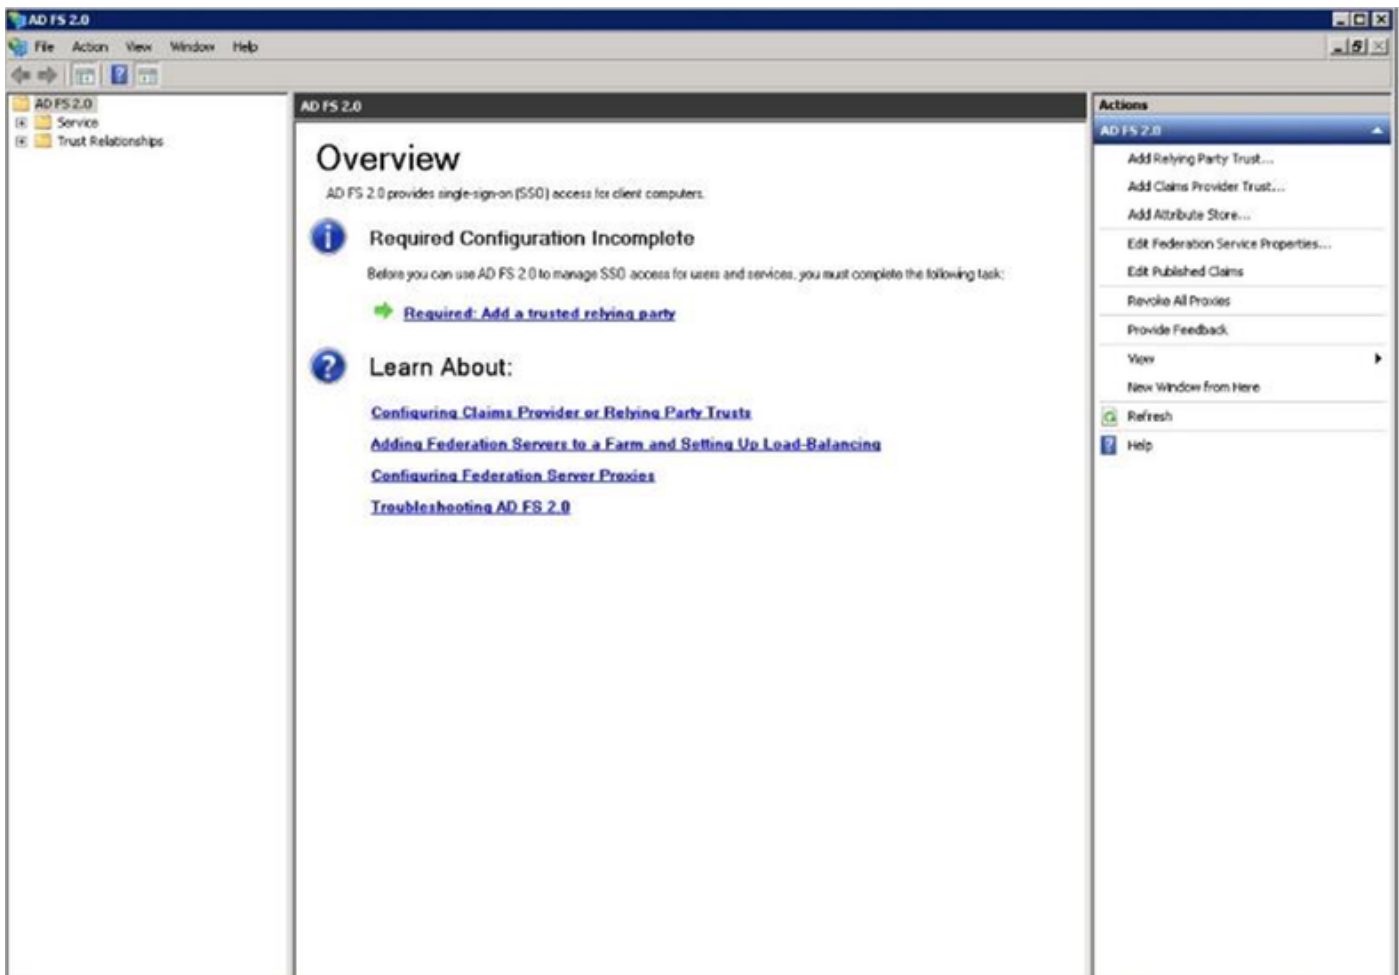 AD FS 2.0
File Action View Window Help
AD FS 2.0
Service
Trust Relationships
AD FS 2.0
Overview
AD FS 2.0 provides single-sign-on (SSO) access for client computers.
Required Configuration Incomplete
Before you can use AD FS 2.0 to manage SSO access for users and services, you must complete the following task:
Required: Add a trusted relying party
Learn About:
Configuring Claims Provider or Relying Party Trusts
Adding Federation Servers to a Farm and Setting Up Load-Balancing
Configuring Federation Server Proxies
Troubleshooting AD FS 2.0
Actions
AD FS 2.0
Add Relying Party Trust...
Add Claims Provider Trust...
Add Attribute Store...
Edit Federation Service Properties...
Edit Published Claims
Revoke All Proxies
Provide Feedback
View
New Window from Here
Refresh
Help